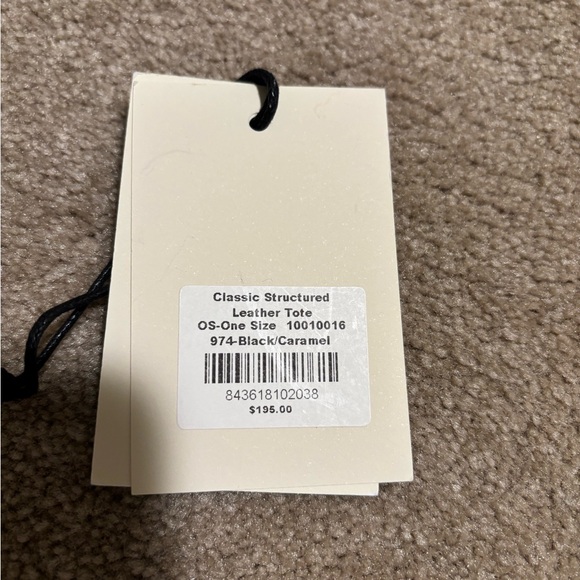 Classic Structured
Leather Tote
OS-One Size 10010016
974-Black/Caramel
843618102038
$195.00